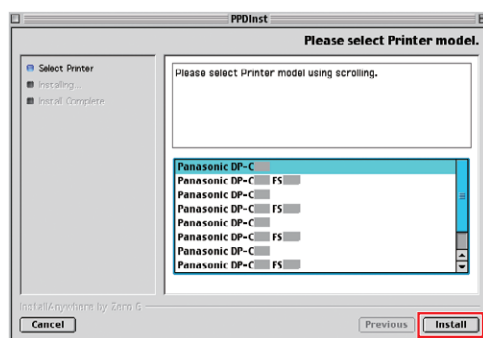 PPDInst
Please select Printer model.
Select Printer
Installing...
Install Complete
Please select Printer model using scrolling.
Panasonic DP-C
Panasonic DP-C FS
Panasonic DP-C
Panasonic DP-C FS
Panasonic DP-C
Panasonic DP-C FS
Panasonic DP-C
Panasonic DP-C FS
InstallAnywhere by Zero G
Cancel
Previous
Install